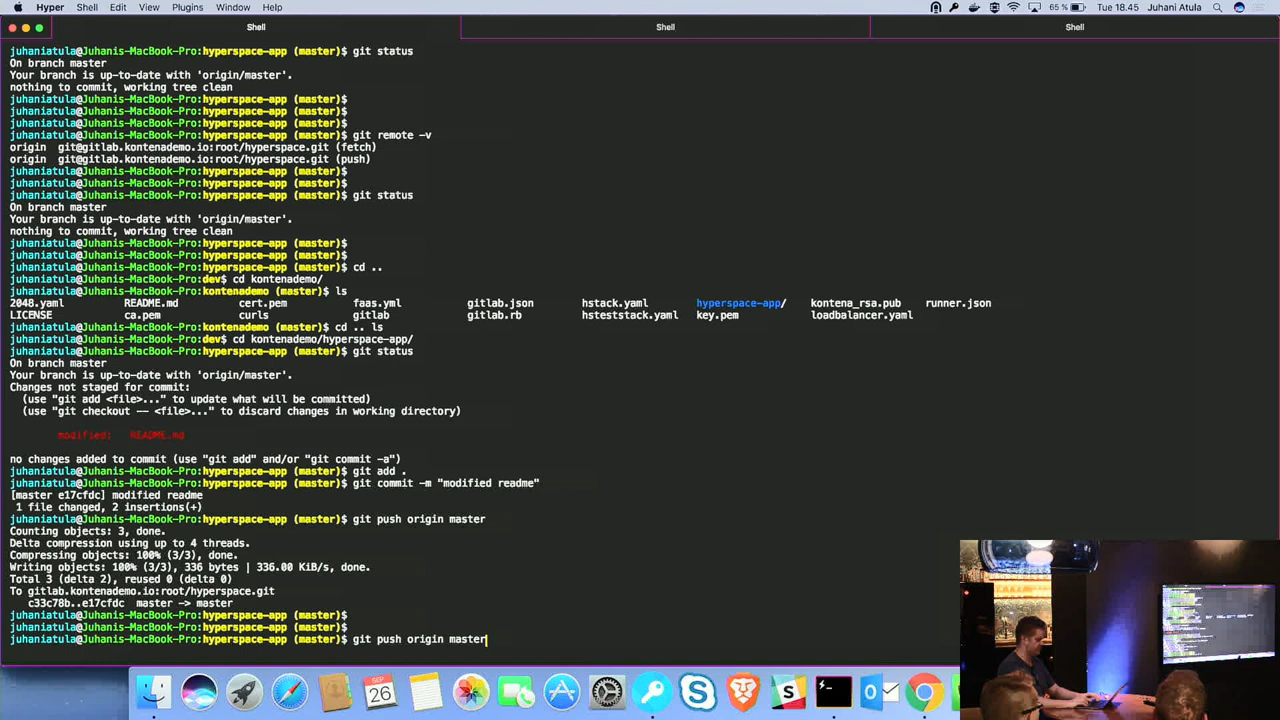 Hyper Shell Edit View Plugins Window Help 65 % Tue 18.45 Juhani Atula
Shell Shell Shell
juhaniatula@Juhanis-MacBook-Pro:hyperspace-app (master)$ git status
On branch master
Your branch is up-to-date with 'origin/master'.
nothing to commit, working tree clean
juhaniatula@Juhanis-MacBook-Pro:hyperspace-app (master)$
juhaniatula@Juhanis-MacBook-Pro:hyperspace-app (master)$
juhaniatula@Juhanis-MacBook-Pro:hyperspace-app (master)$
juhaniatula@Juhanis-MacBook-Pro:hyperspace-app (master)$ git remote -v
origin git@gitlab.kontenademo.io:root/hyperspace.git (fetch)
origin git@gitlab.kontenademo.io:root/hyperspace.git (push)
juhaniatula@Juhanis-MacBook-Pro:hyperspace-app (master)$
juhaniatula@Juhanis-MacBook-Pro:hyperspace-app (master)$
juhaniatula@Juhanis-MacBook-Pro:hyperspace-app (master)$ git status
On branch master
Your branch is up-to-date with 'origin/master'.
nothing to commit, working tree clean
juhaniatula@Juhanis-MacBook-Pro:hyperspace-app (master)$
juhaniatula@Juhanis-MacBook-Pro:hyperspace-app (master)$
juhaniatula@Juhanis-MacBook-Pro:hyperspace-app (master)$ cd ..
juhaniatula@Juhanis-MacBook-Pro:dev$ cd kontenademo/
juhaniatula@Juhanis-MacBook-Pro:kontenademo (master)$ ls
2048.yaml README.md cert.pem faas.yml gitlab.json hstack.yaml hyperspace-app/ kontena_rsa.pub runner.json
LICENSE ca.pem curls gitlab gitlab.rb hsteststack.yaml key.pem loadbalancer.yaml
juhaniatula@Juhanis-MacBook-Pro:kontenademo (master)$ cd .. ls
juhaniatula@Juhanis-MacBook-Pro:dev$ cd kontenademo/hyperspace-app/
juhaniatula@Juhanis-MacBook-Pro:hyperspace-app (master)$ git status
On branch master
Your branch is up-to-date with 'origin/master'.
Changes not staged for commit:
(use "git add <file>..." to update what will be committed)
(use "git checkout -- <file>..." to discard changes in working directory)
modified: README.md
no changes added to commit (use "git add" and/or "git commit -a")
juhaniatula@Juhanis-MacBook-Pro:hyperspace-app (master)$ git add .
juhaniatula@Juhanis-MacBook-Pro:hyperspace-app (master)$ git commit -m "modified readme"
[master e17cfdc] modified readme
1 file changed, 2 insertions(+)
juhaniatula@Juhanis-MacBook-Pro:hyperspace-app (master)$ git push origin master
Counting objects: 3, done.
Delta compression using up to 4 threads.
Compressing objects: 100% (3/3), done.
Writing objects: 100% (3/3), 336 bytes | 336.00 KiB/s, done.
Total 3 (delta 2), reused 0 (delta 0)
To gitlab.kontenademo.io:root/hyperspace.git
c33c78b..e17cfdc master -> master
juhaniatula@Juhanis-MacBook-Pro:hyperspace-app (master)$
juhaniatula@Juhanis-MacBook-Pro:hyperspace-app (master)$
juhaniatula@Juhanis-MacBook-Pro:hyperspace-app (master)$ git push origin master
SEP
26